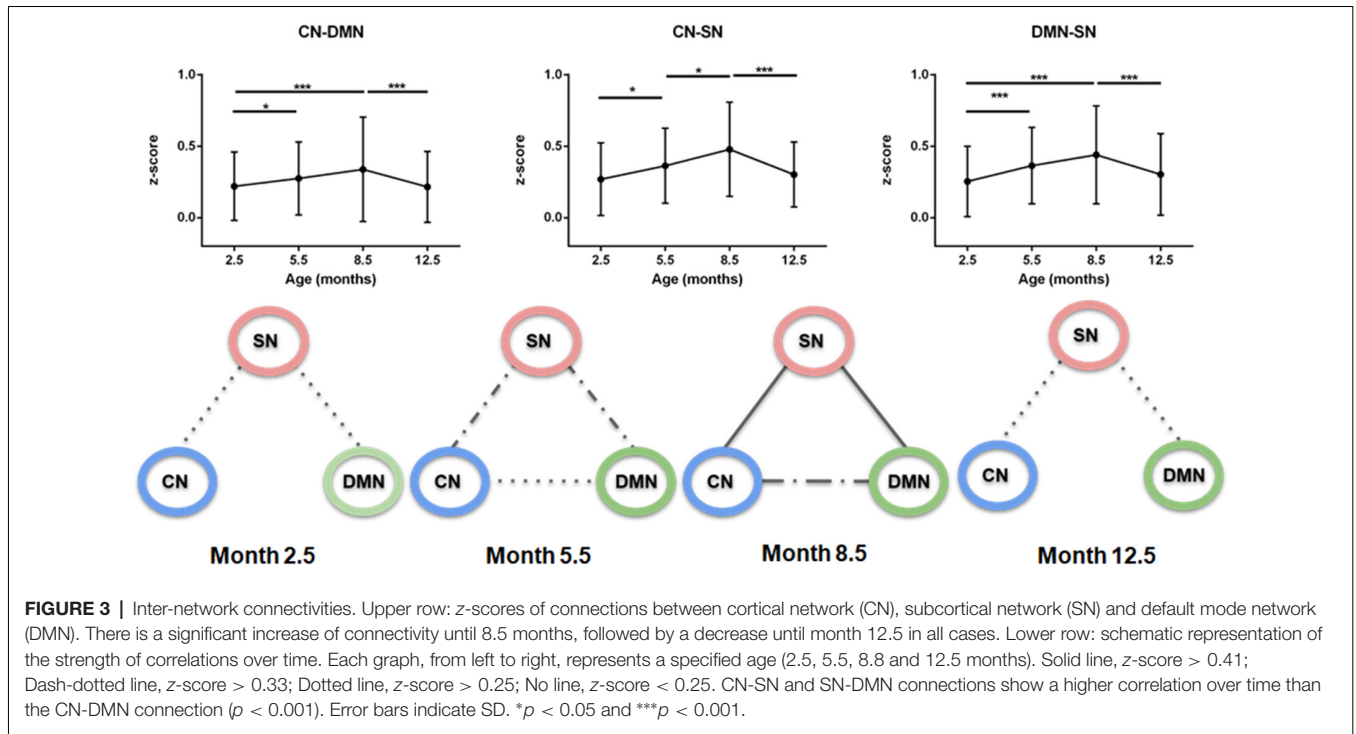 CN-DMN
CN-SN
DMN-SN
1.0
0.5
0.0
z-score
***
*
***
2.5 5.5 8.5 12.5
Age (months)
1.0
0.5
0.0
z-score
*
*
***
2.5 5.5 8.5 12.5
Age (months)
1.0
0.5
0.0
z-score
***
***
***
2.5 5.5 8.5 12.5
Age (months)
SN
CN
DMN
Month 2.5
SN
CN
DMN
Month 5.5
SN
CN
DMN
Month 8.5
SN
CN
DMN
Month 12.5
FIGURE 3 | Inter-network connectivities. Upper row: z-scores of connections between cortical network (CN), subcortical network (SN) and default mode network
(DMN). There is a significant increase of connectivity until 8.5 months, followed by a decrease until month 12.5 in all cases. Lower row: schematic representation of
the strength of correlations over time. Each graph, from left to right, represents a specified age (2.5, 5.5, 8.8 and 12.5 months). Solid line, z-score > 0.41;
Dash-dotted line, z-score > 0.33; Dotted line, z-score > 0.25; No line, z-score < 0.25. CN-SN and SN-DMN connections show a higher correlation over time than
the CN-DMN connection (p < 0.001). Error bars indicate SD. *p < 0.05 and ***p < 0.001.